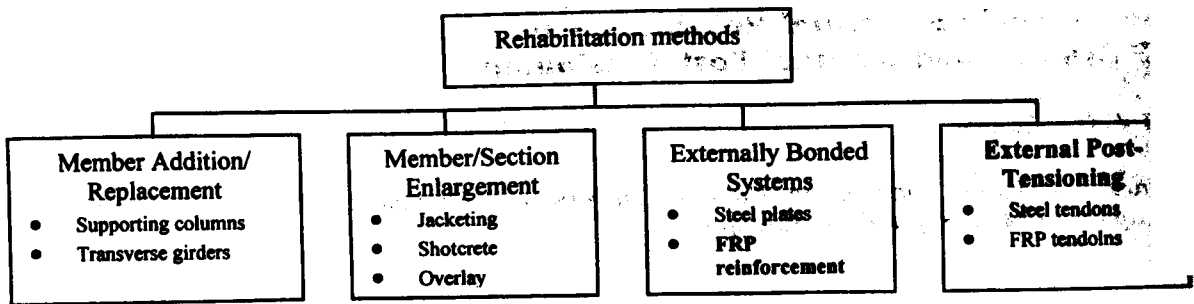 Rehabilitation methods
Member Addition/
Replacement
● Supporting columns
● Transverse girders
Member/Section
Enlargement
● Jacketing
● Shotcrete
● Overlay
Externally Bonded
Systems
● Steel plates
● FRP
reinforcement
External Post-
Tensioning
● Steel tendons
● FRP tendoins